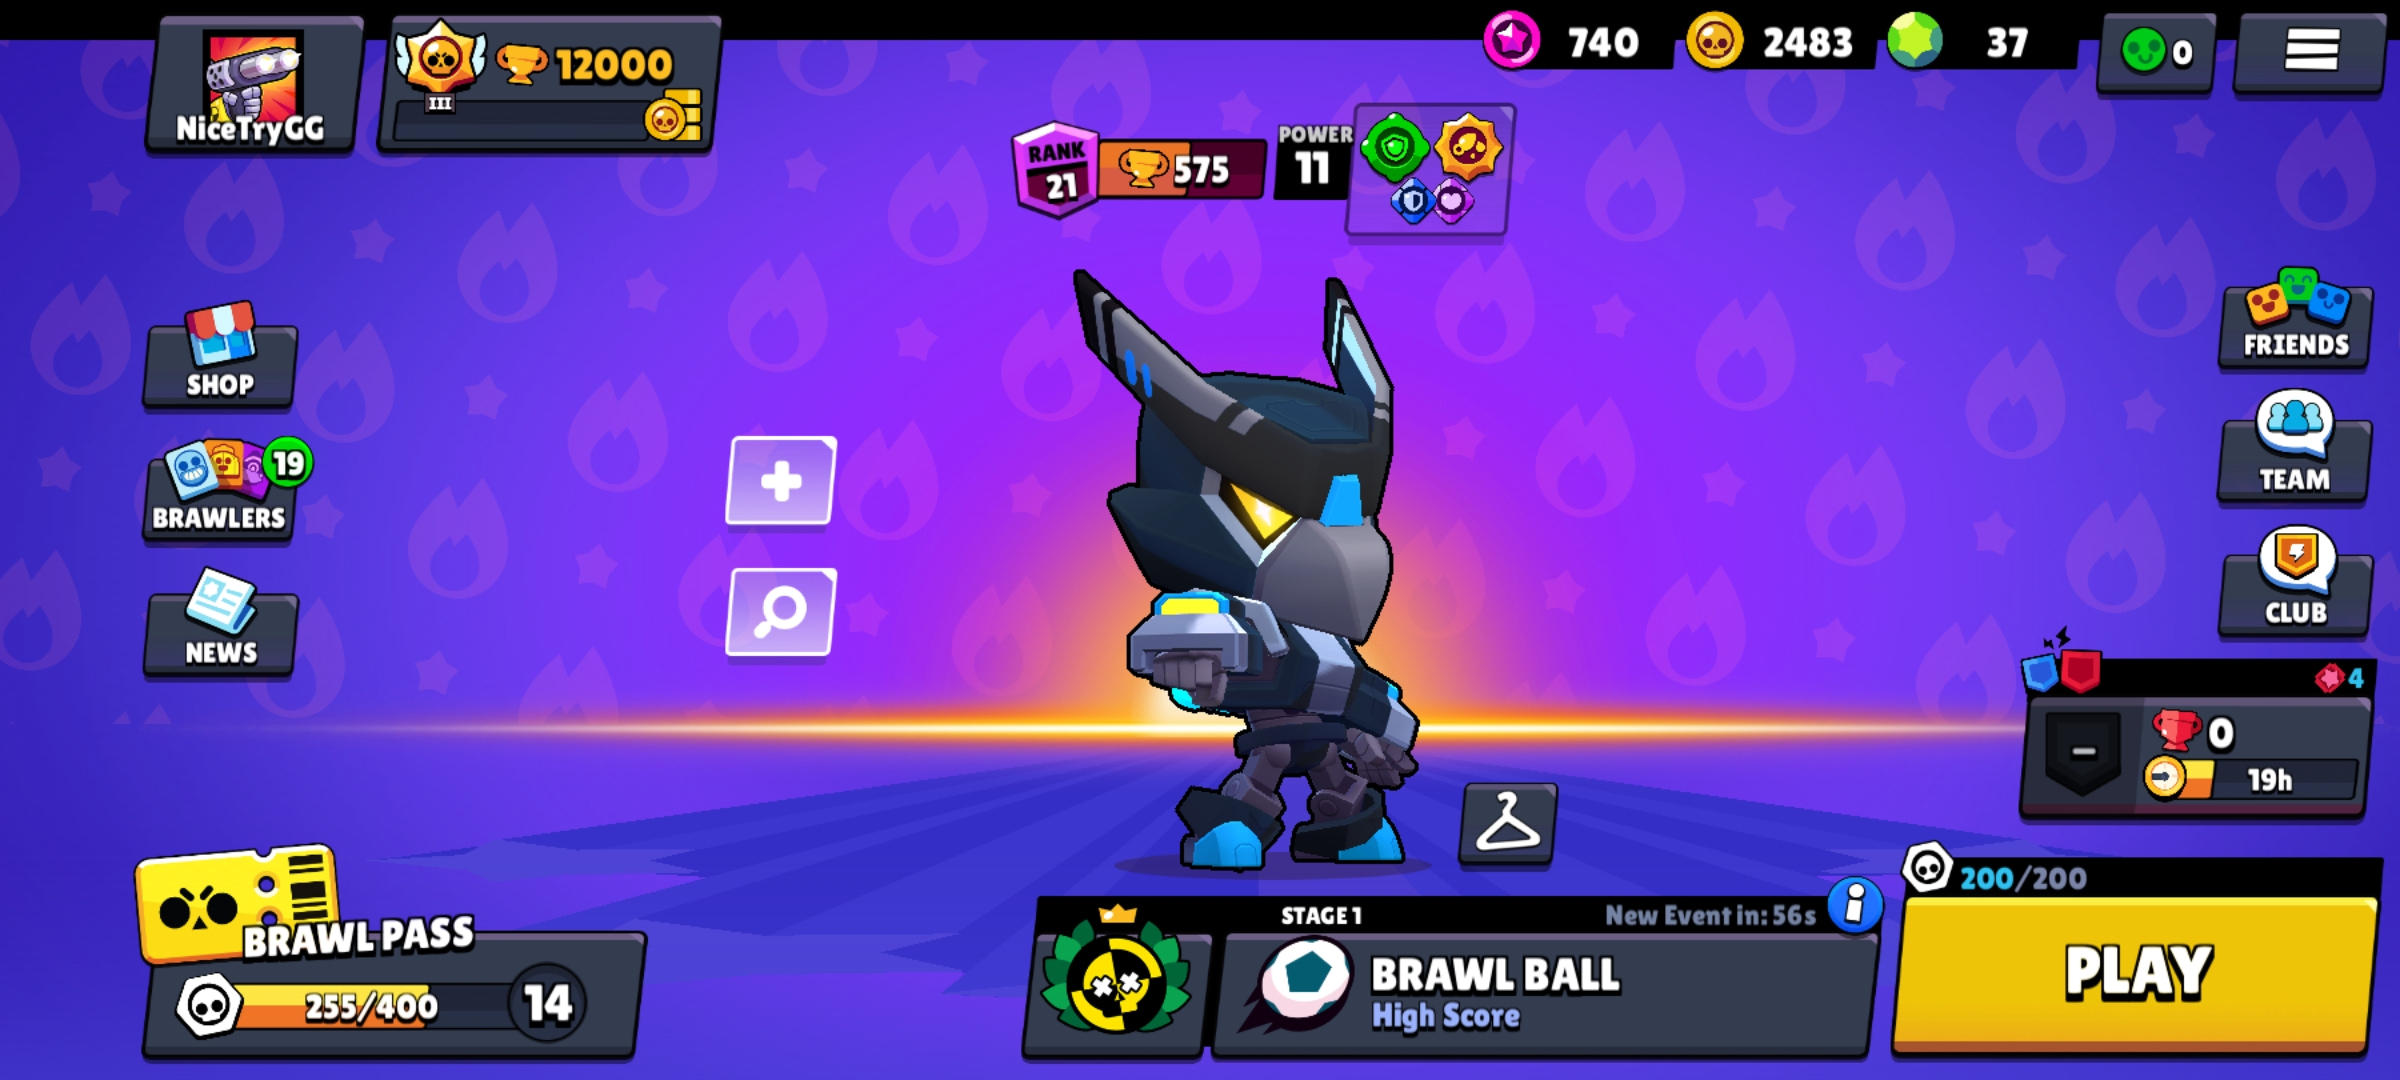 NiceTryGG
III
12000
740
2483
37
0
RANK
21
575
POWER
11
SHOP
19
BRAWLERS
NEWS
FRIENDS
TEAM
CLUB
4
0
-
19h
BRAWL PASS
255/400
14
STAGE 1
New Event in: 56s
BRAWL BALL
High Score
200/200
PLAY